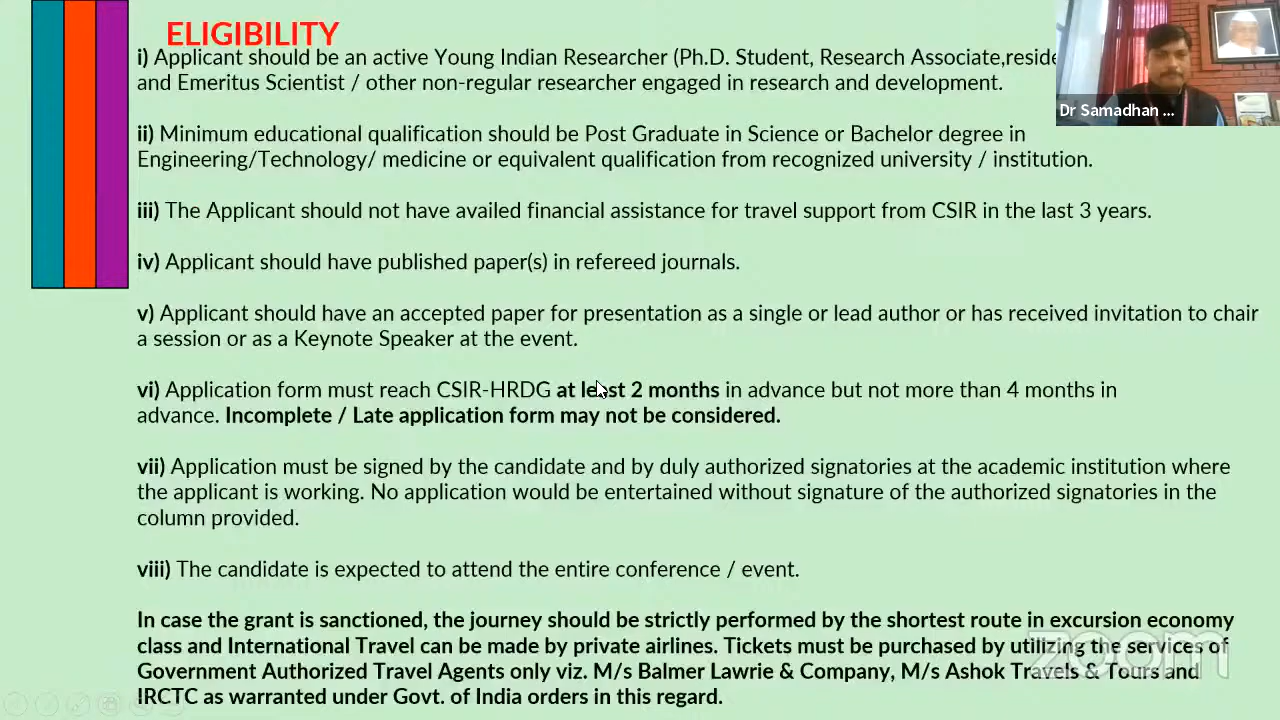 ELIGIBILITY
i) Applicant should be an active Young Indian Researcher (Ph.D. Student, Research Associate,reside
and Emeritus Scientist / other non-regular researcher engaged in research and development.
Dr Samadhan ...
ii) Minimum educational qualification should be Post Graduate in Science or Bachelor degree in
Engineering/Technology/ medicine or equivalent qualification from recognized university / institution.
iii) The Applicant should not have availed financial assistance for travel support from CSIR in the last 3 years.
iv) Applicant should have published paper(s) in refereed journals.
v) Applicant should have an accepted paper for presentation as a single or lead author or has received invitation to chair
a session or as a Keynote Speaker at the event.
vi) Application form must reach CSIR-HRDG at least 2 months in advance but not more than 4 months in
advance. Incomplete / Late application form may not be considered.
vii) Application must be signed by the candidate and by duly authorized signatories at the academic institution where
the applicant is working. No application would be entertained without signature of the authorized signatories in the
column provided.
viii) The candidate is expected to attend the entire conference / event.
In case the grant is sanctioned, the journey should be strictly performed by the shortest route in excursion economy
class and International Travel can be made by private airlines. Tickets must be purchased by utilizing the services of
Government Authorized Travel Agents only viz. M/s Balmer Lawrie & Company, M/s Ashok Travels & Tours and
IRCTC as warranted under Govt. of India orders in this regard.
zoom